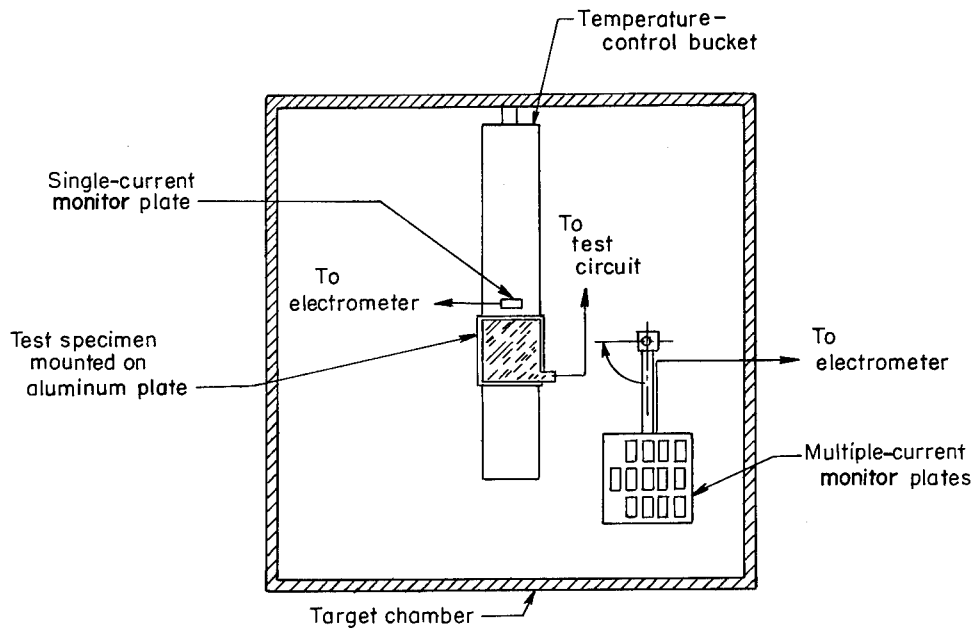 Temperature-
control bucket
Single-current
monitor plate
To
test
circuit
To
electrometer
Test specimen
mounted on
aluminum plate
To
electrometer
Multiple-current
monitor plates
Target chamber